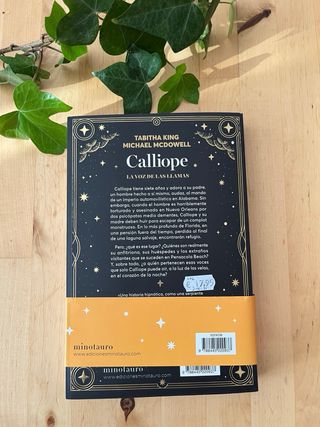 TABITHA KING
MICHAEL MCDOWELL
Calliope
LA VOZ DE LAS LLAMAS
Calliope tiene siete años y adora a su padre,
un hombre hecho a sí mismo, audaz, al mando
de un imperio automovilístico en Alabama. Sin
embargo, cuando el hombre es horriblemente
torturado y asesinado en Nueva Orleans por
dos psicópatas medio dementes, Calliope y su
madre deben huir para escapar de un complot
monstruoso. En lo más profundo de Florida, en
una pensión fuera del tiempo, perdida al final
de una laguna salvaje, encontrarán refugio.
Pero, ¿qué es ese lugar? ¿Quiénes son realmente
su anfitriona, sus huéspedes y los extraños
visitantes que se suceden en Pensacola Beach?
Y, sobre todo, ¿a quién pertenecen esas voces
que solo Calliope puede oír, a la luz de las velas,
en el corazón de la noche?
€ 17,95
«Una historia hipnótica, como una serpiente
minotauro
www.edicionesminotauro.com
minotauro
www.edicionesminotauro.com